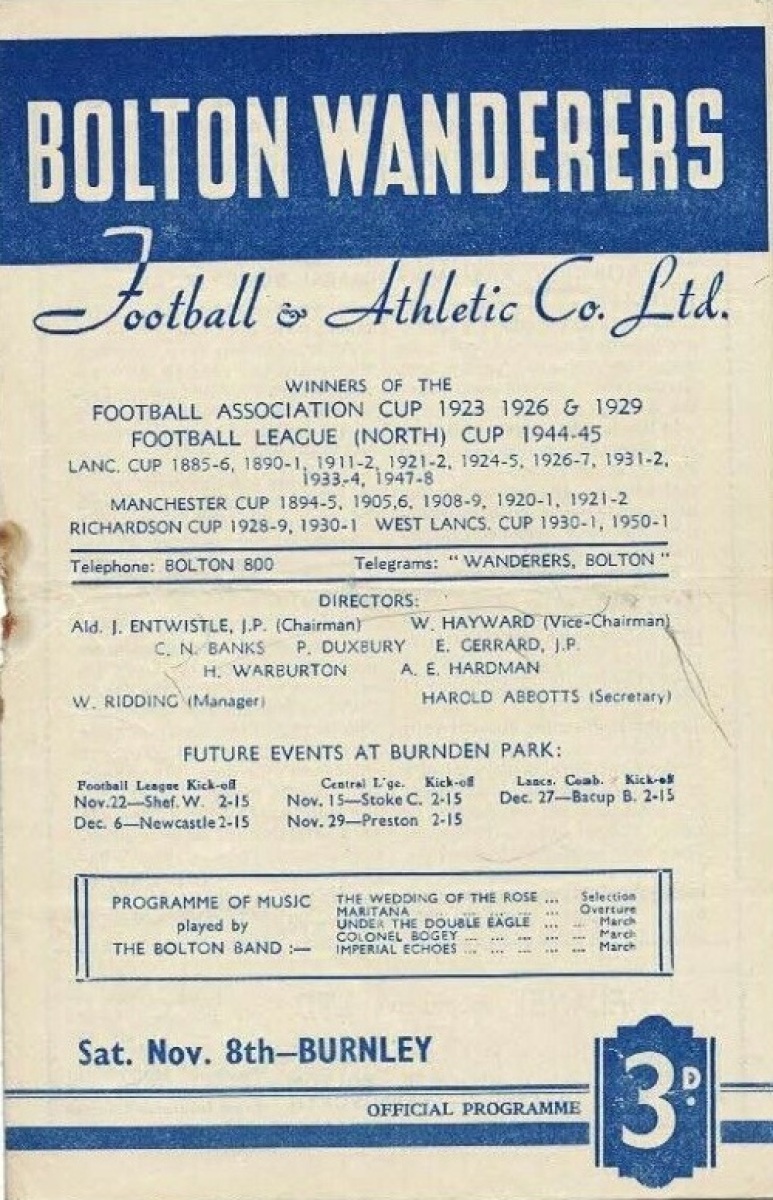 BOLTON WANDERERS
Football & Athletic Co. Ltd.
WINNERS OF THE
FOOTBALL ASSOCIATION CUP 1923 1926 & 1929
FOOTBALL LEAGUE (NORTH) CUP 1944-45
LANC. CUP 1885-6, 1890-1, 1911-2, 1921-2, 1924-5, 1926-7, 1931-2,
1933-4, 1947-8
MANCHESTER CUP 1894-5, 1905,6, 1908-9, 1920-1, 1921-2
RICHARDSON CUP 1928-9, 1930-1 WEST LANCS. CUP 1930-1, 1950-1
Telephone: BOLTON 800 Telegrams: "WANDERERS, BOLTON"
DIRECTORS:
Ald. J. ENTWISTLE, J.P. (Chairman) W. HAYWARD (Vice-Chairman)
C. N. BANKS P. DUXBURY E. GERRARD, J.P.
H. WARBURTON A. E. HARDMAN
W. RIDDING (Manager) HAROLD ABBOTTS (Secretary)
FUTURE EVENTS AT BURNDEN PARK:
Football League Kick-off Central L'ge. Kick-off Lancs. Comb. Kick-off
Nov.22—Shef. W. 2-15 Nov. 15—Stoke C. 2-15 Dec. 27—Bacup B. 2-15
Dec. 6—Newcastle 2-15 Nov. 29—Preston 2-15
PROGRAMME OF MUSIC
played by
THE BOLTON BAND :—
THE WEDDING OF THE ROSE ... Selection
MARITANA ... ... ... ... Overture
UNDER THE DOUBLE EAGLE ... ... March
COLONEL BOGEY ... ... ... ... ... March
IMPERIAL ECHOES ... ... ... ... ... March
Sat. Nov. 8th—BURNLEY
OFFICIAL PROGRAMME
3D.